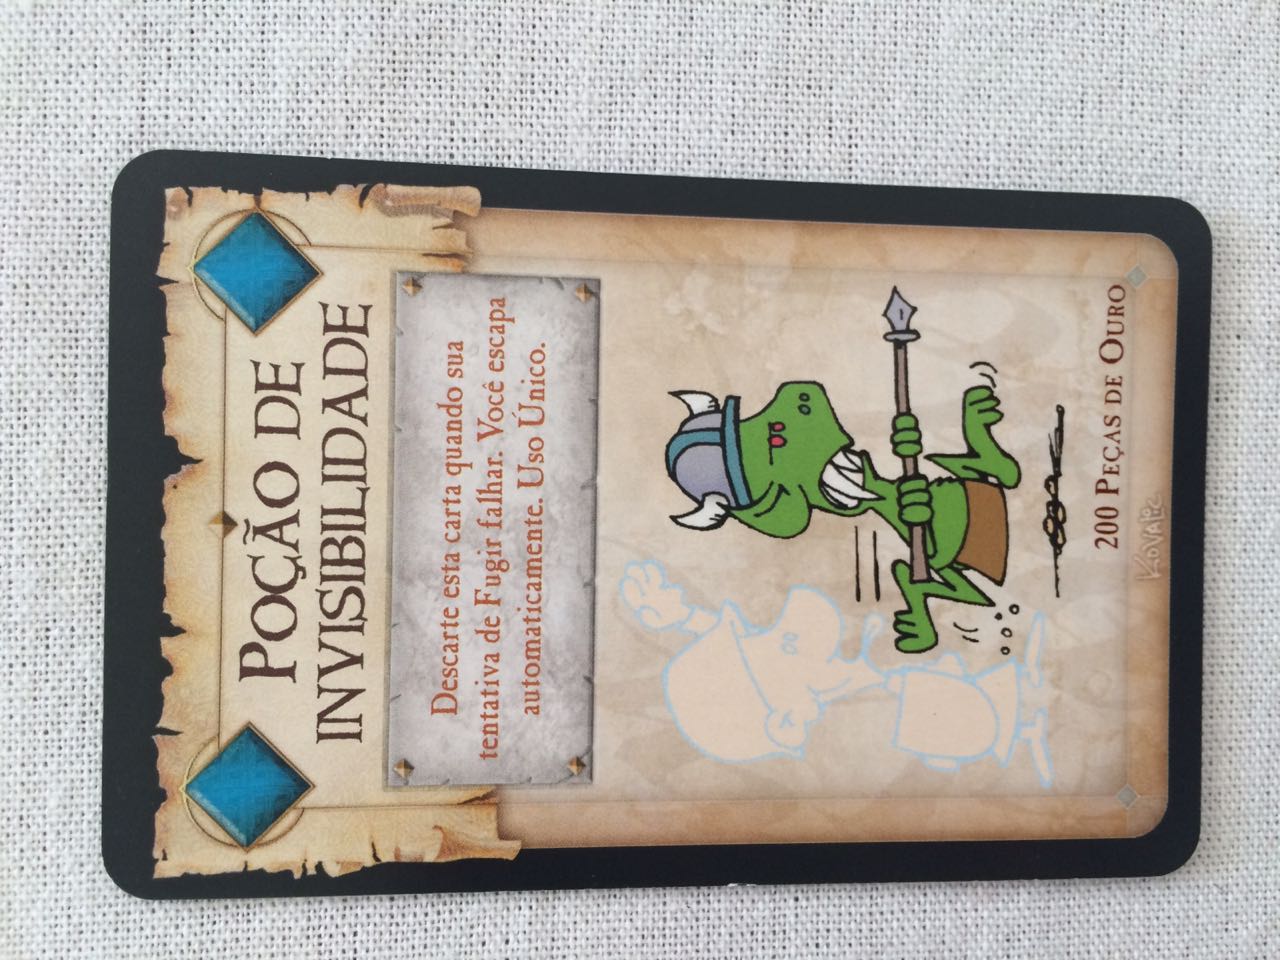 Poção de
invisibilidade
Descarte esta carta quando sua
tentativa de Fugir falhar. Você escapa
automaticamente. Uso Único.
200 Peças de Ouro
Kovalic